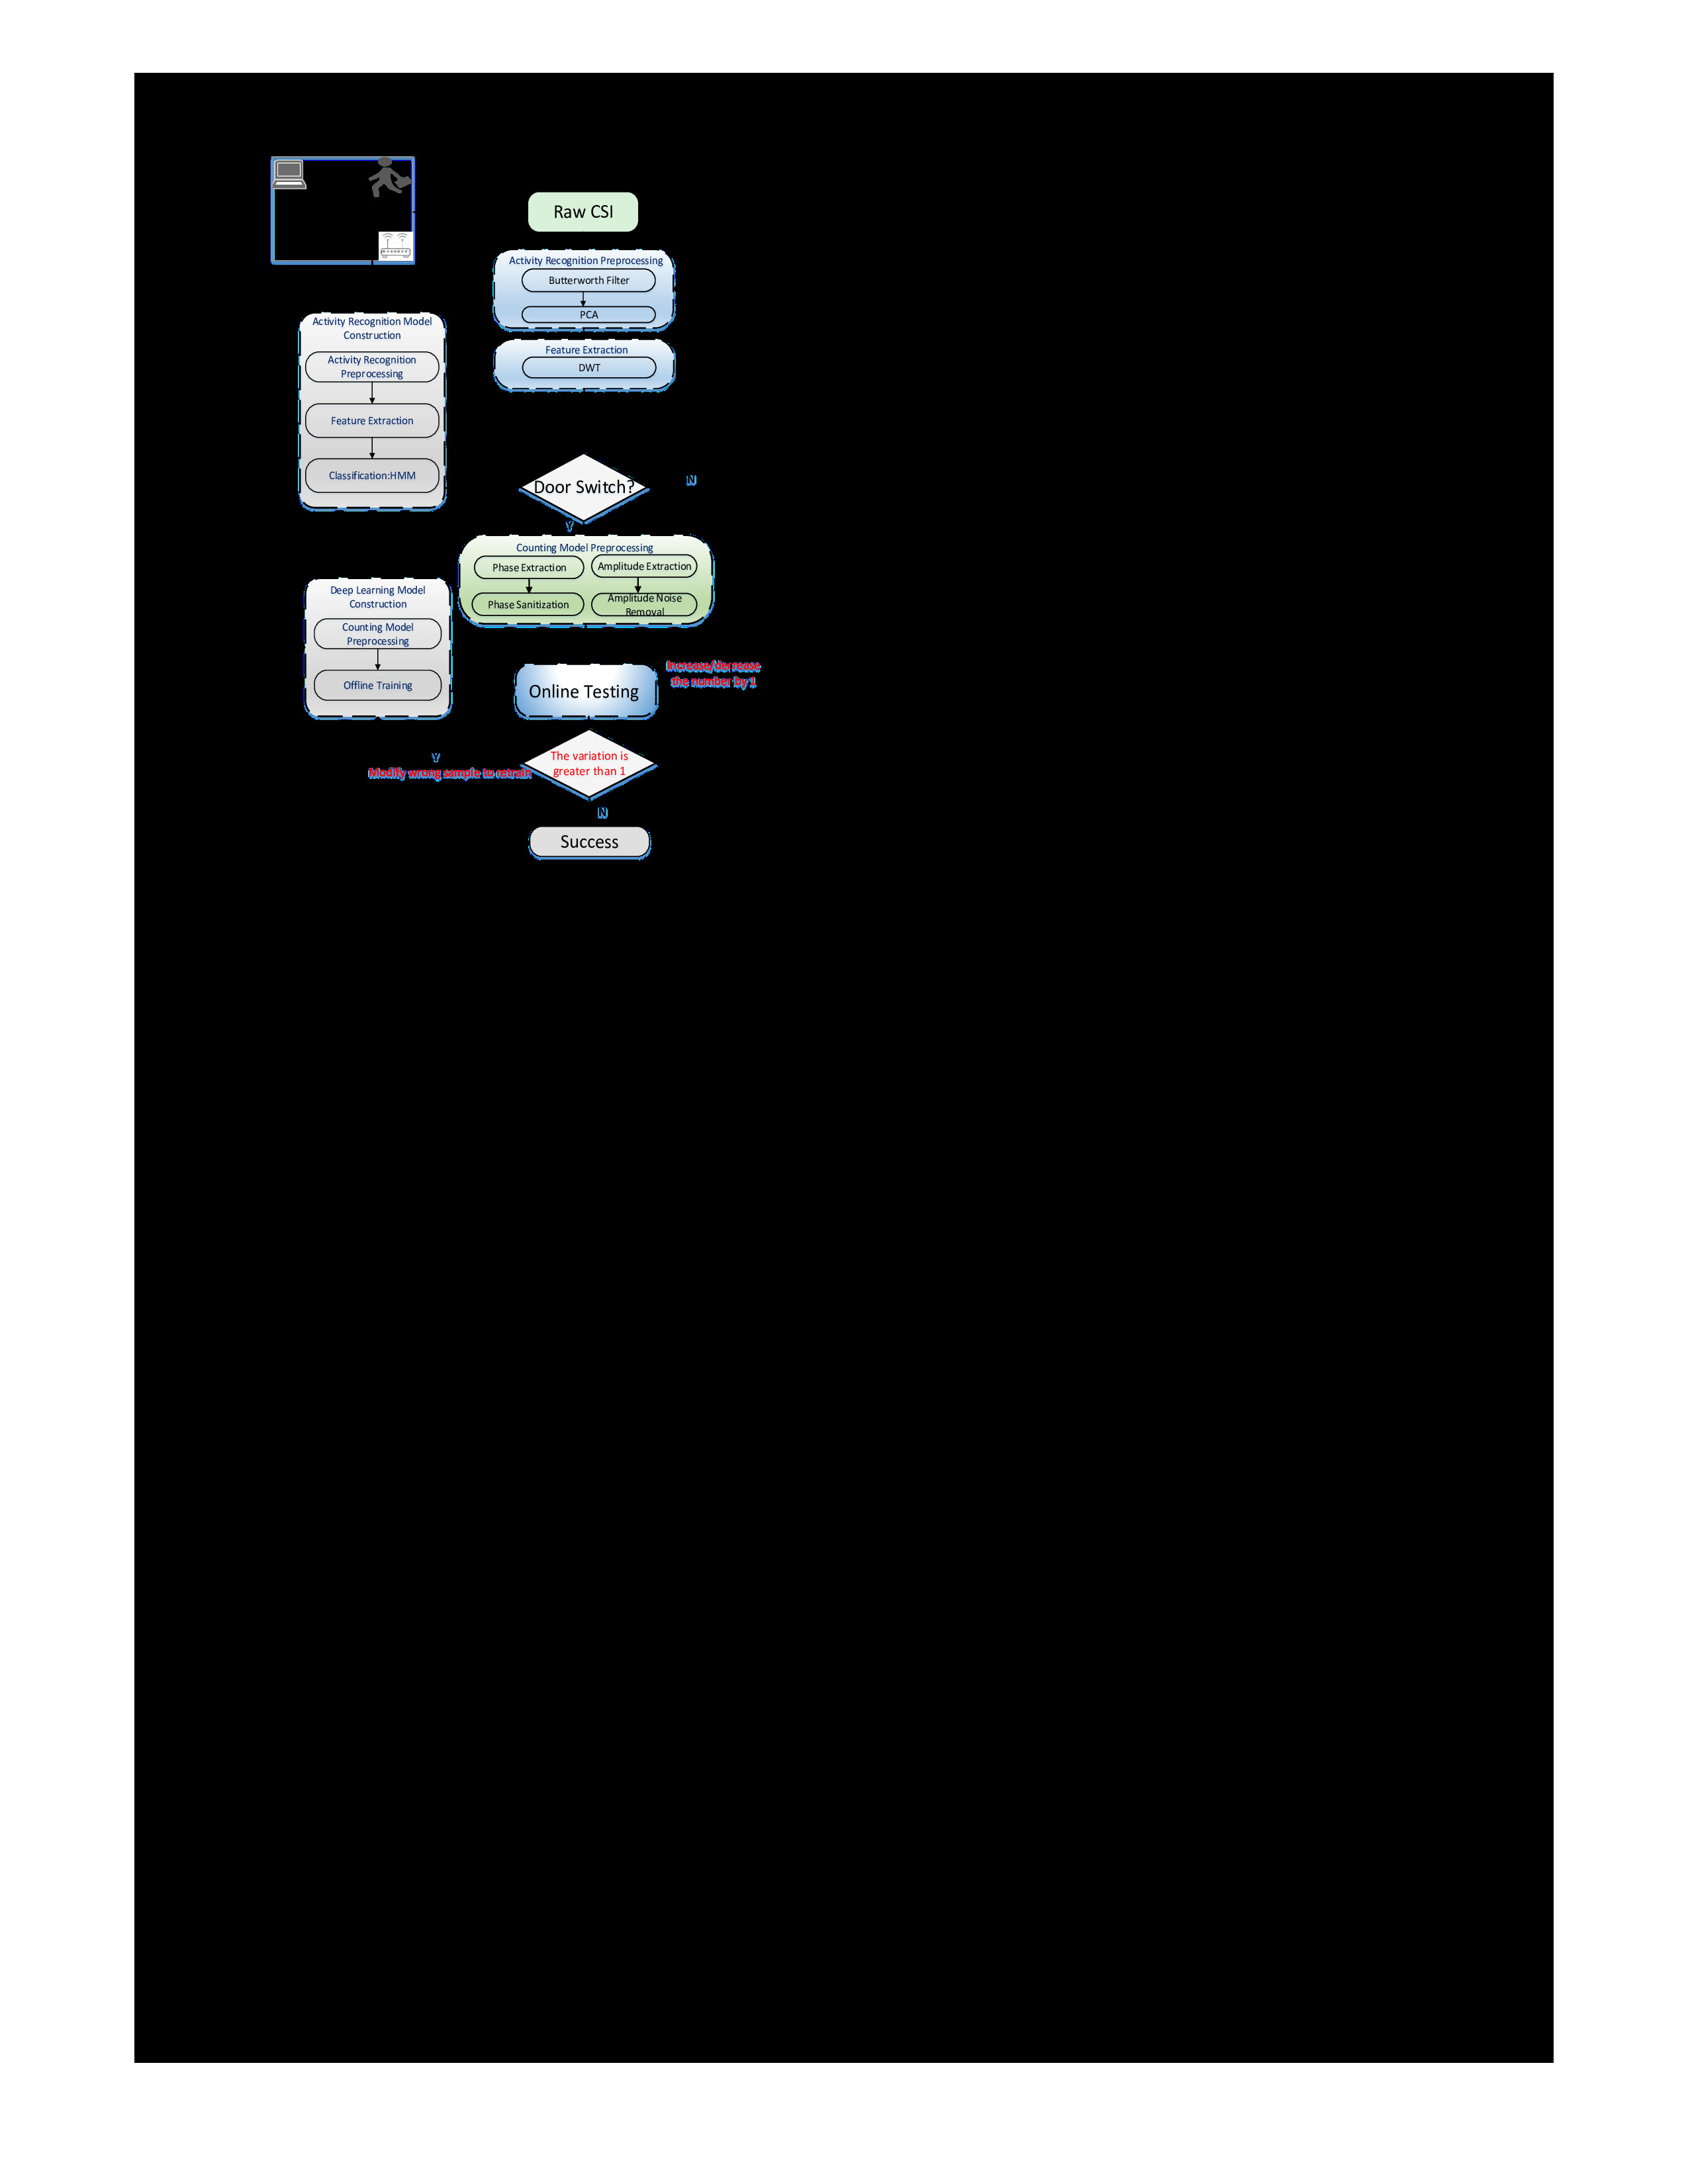 Raw CSI
Activity Recognition Preprocessing
Butterworth Filter
PCA
Feature Extraction
DWT
Activity Recognition Model
Construction
Activity Recognition
Preprocessing
Feature Extraction
Classification:HMM
Door Switch?
N
Y
Counting Model Preprocessing
Phase Extraction
Amplitude Extraction
Phase Sanitization
Amplitude Noise
Removal
Deep Learning Model
Construction
Counting Model
Preprocessing
Offline Training
Online Testing
Increase/decrease
the number by 1
The variation is
greater than 1
Y
Modify wrong sample to retrain
N
Success